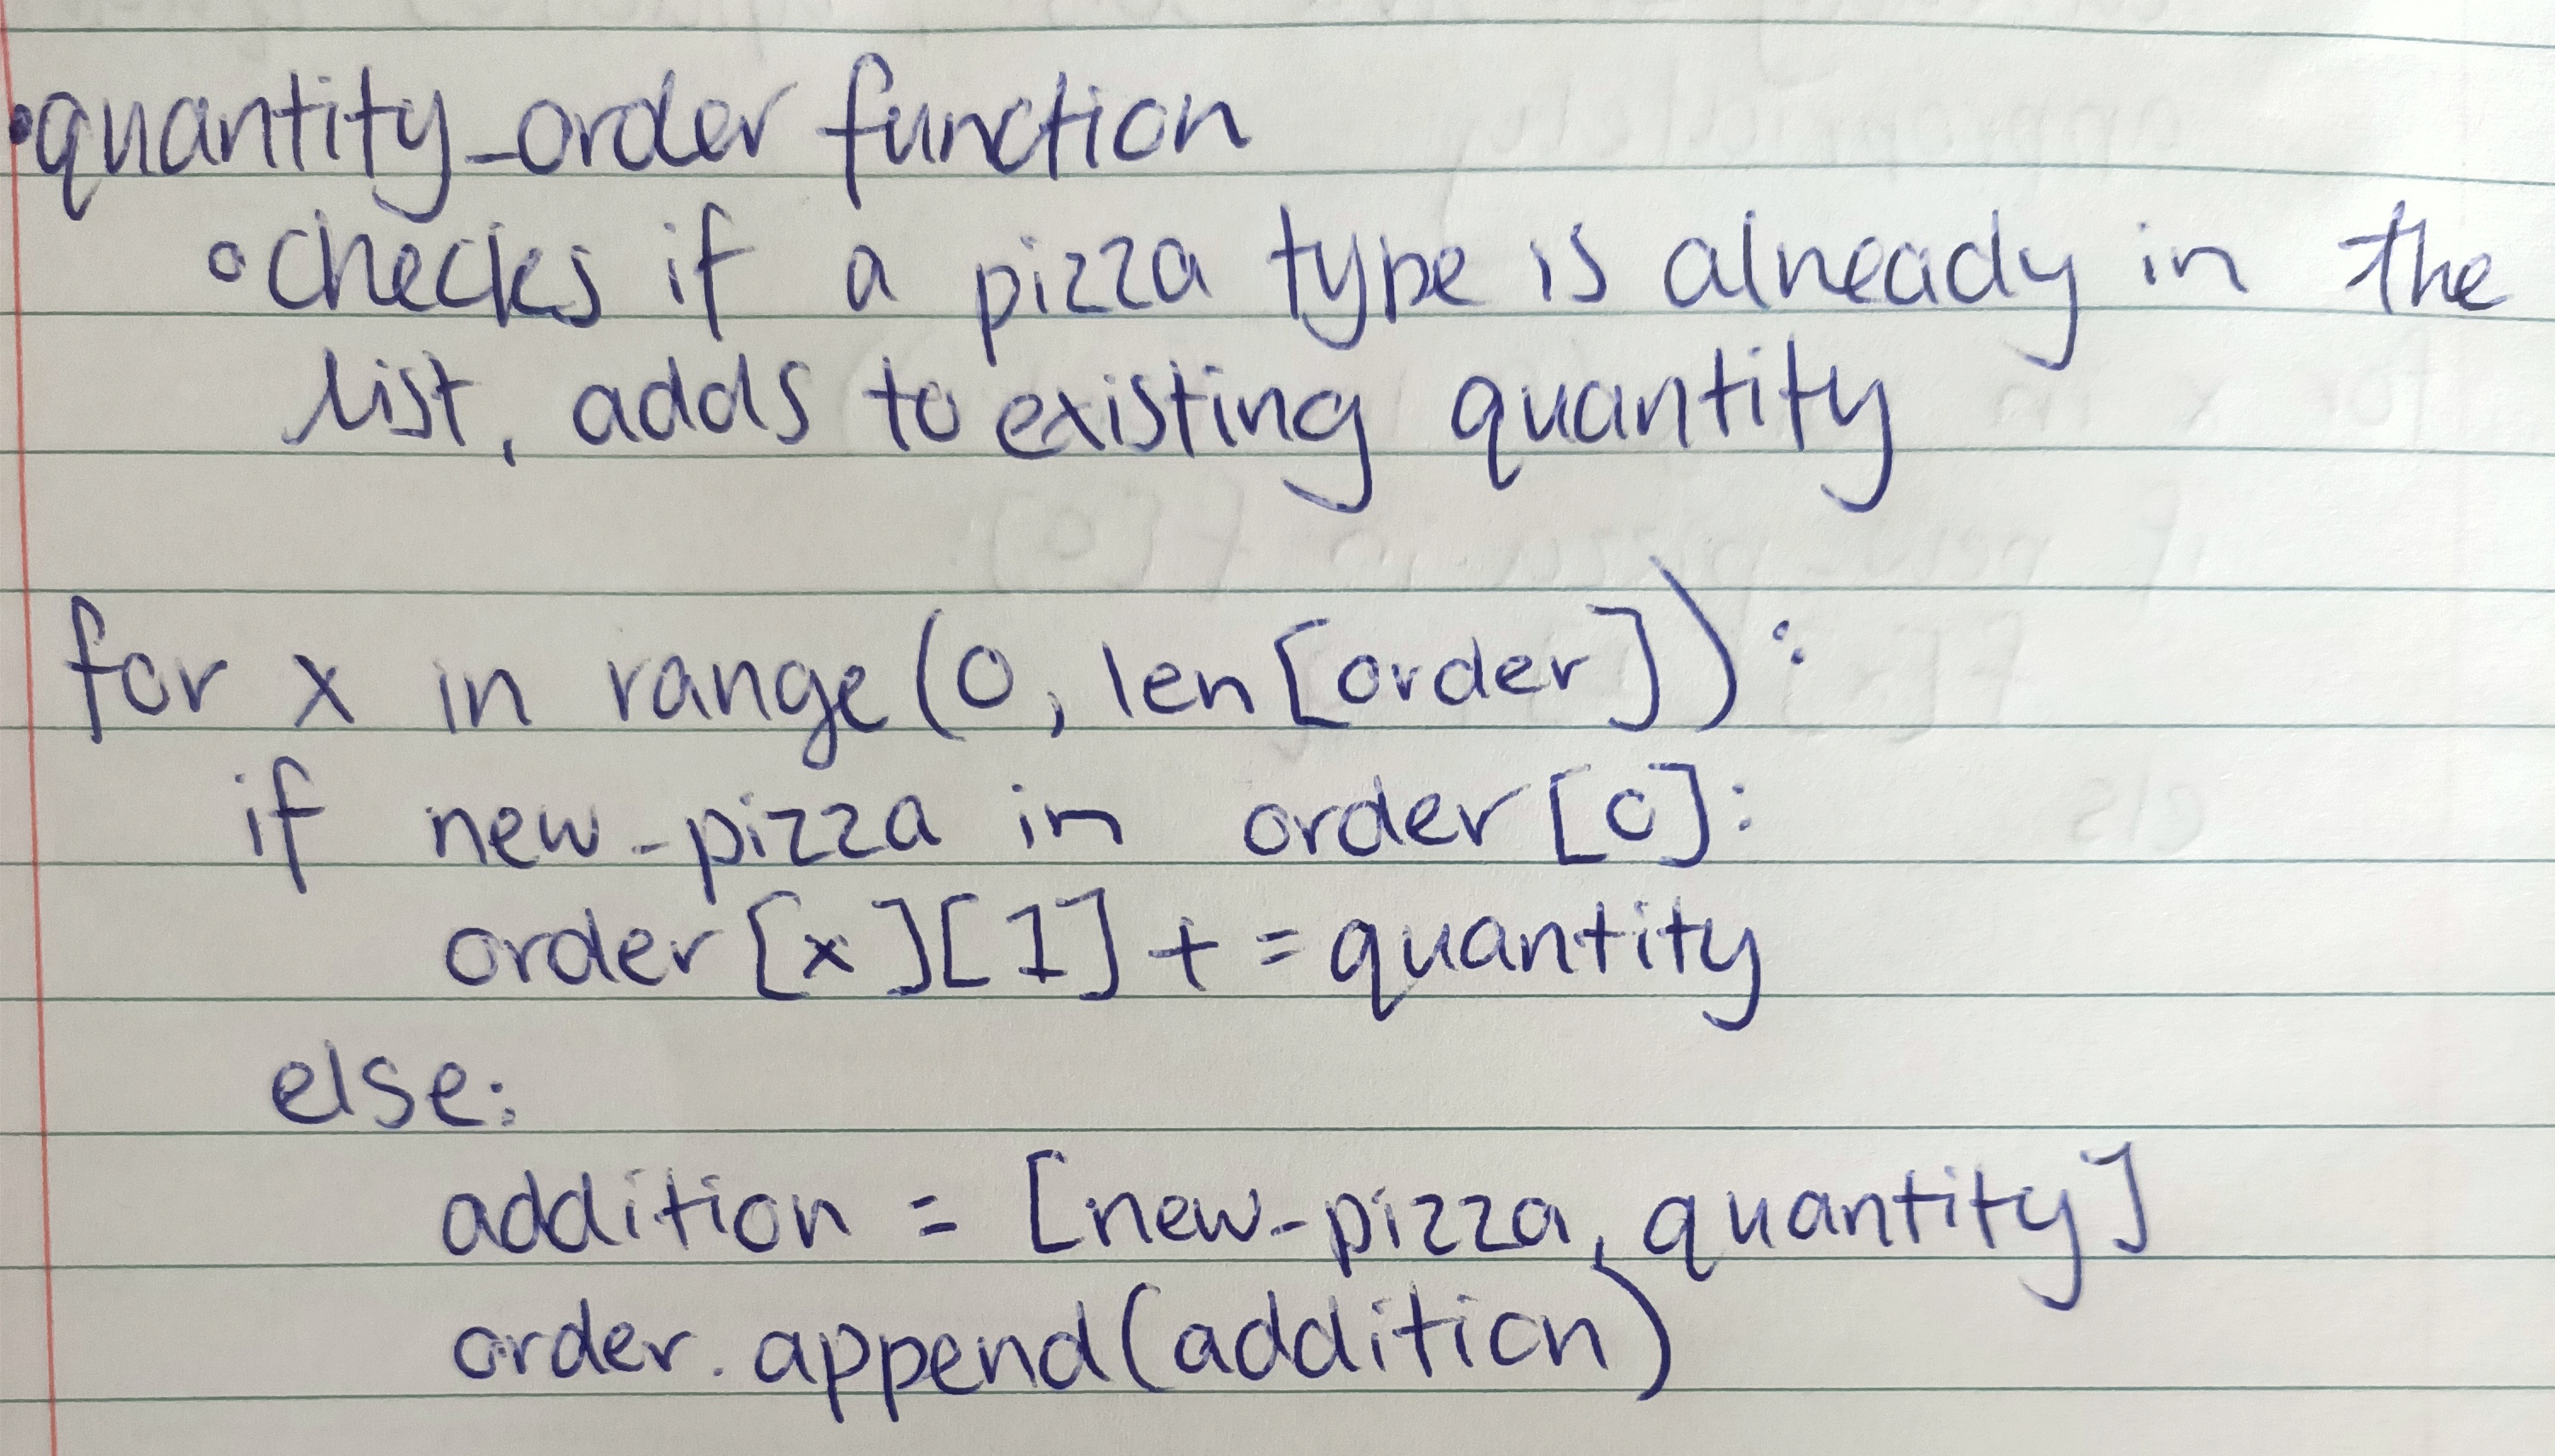 •quantity_order function
◦checks if a pizza type is already in the
list, adds to existing quantity
for x in range(0, len[order]):
if new-pizza in order[0]:
order[x][1] += quantity
else:
addition = [new-pizza, quantity]
order.append(addition)